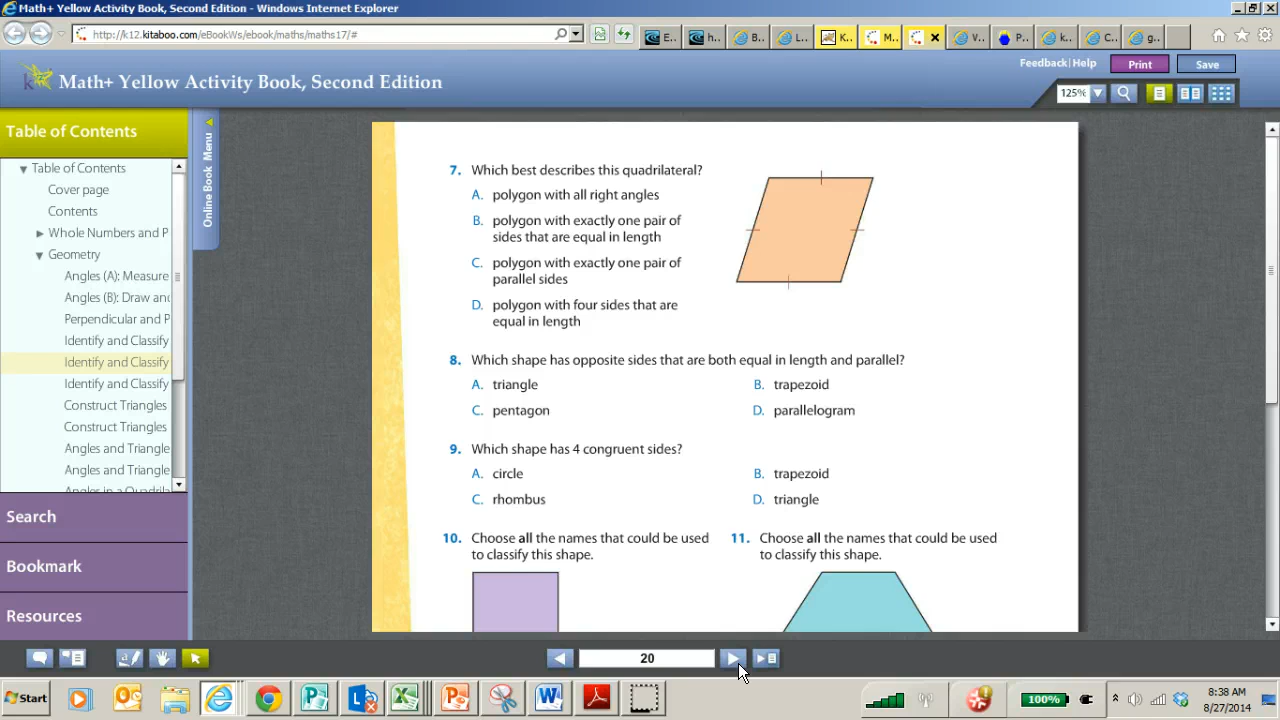 Math+ Yellow Activity Book, Second Edition - Windows Internet Explorer
http://k12.kitaboo.com/eBookWs/ebook/maths/maths17/#
E..
h..
B..
L..
K..
M..
V..
P..
k..
C..
g..
Math+ Yellow Activity Book, Second Edition
Feedback|Help
Print
Save
125%
Table of Contents
Online Book Menu
Table of Contents
Cover page
Contents
Whole Numbers and P
Geometry
Angles (A): Measure
Angles (B): Draw and
Perpendicular and P
Identify and Classify
Identify and Classify
Identify and Classify
Construct Triangles
Construct Triangles
Angles and Triangle
Angles and Triangle
Angles in a Quadrila
Search
Bookmark
Resources
7. Which best describes this quadrilateral?
A. polygon with all right angles
B. polygon with exactly one pair of
sides that are equal in length
C. polygon with exactly one pair of
parallel sides
D. polygon with four sides that are
equal in length
8. Which shape has opposite sides that are both equal in length and parallel?
A. triangle
B. trapezoid
C. pentagon
D. parallelogram
9. Which shape has 4 congruent sides?
A. circle
B. trapezoid
C. rhombus
D. triangle
10. Choose all the names that could be used
to classify this shape.
11. Choose all the names that could be used
to classify this shape.
20
Start
100%
8:38 AM
8/27/2014